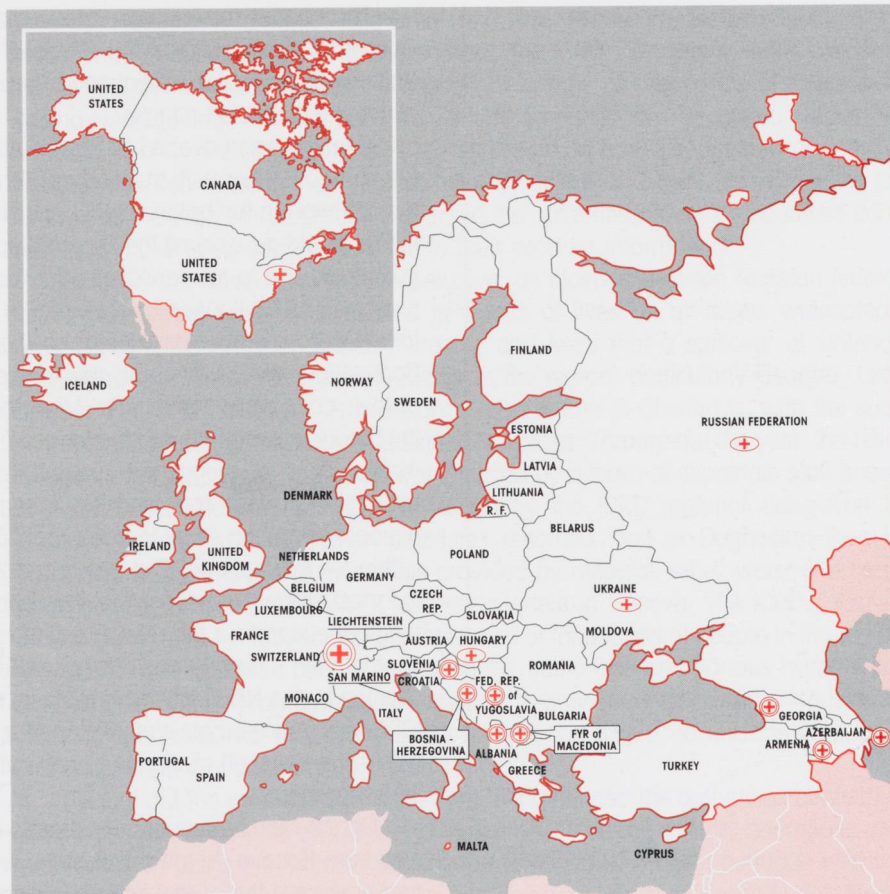 UNITED
STATES
CANADA
UNITED
STATES
ICELAND
NORWAY
SWEDEN
FINLAND
RUSSIAN FEDERATION
ESTONIA
LATVIA
LITHUANIA
R. F.
DENMARK
BELARUS
IRELAND
UNITED
KINGDOM
NETHERLANDS
POLAND
GERMANY
BELGIUM
CZECH
REP.
UKRAINE
LUXEMBOURG
SLOVAKIA
LIECHTENSTEIN
FRANCE
AUSTRIA
HUNGARY
MOLDOVA
SWITZERLAND
SLOVENIA
ROMANIA
SAN MARINO
CROATIA
FED. REP.
of
YUGOSLAVIA
MONACO
ITALY
BULGARIA
GEORGIA
BOSNIA -
HERZEGOVINA
FYR of
MACEDONIA
AZERBAIJAN
ARMENIA
ALBANIA
PORTUGAL
SPAIN
GREECE
TURKEY
MALTA
CYPRUS